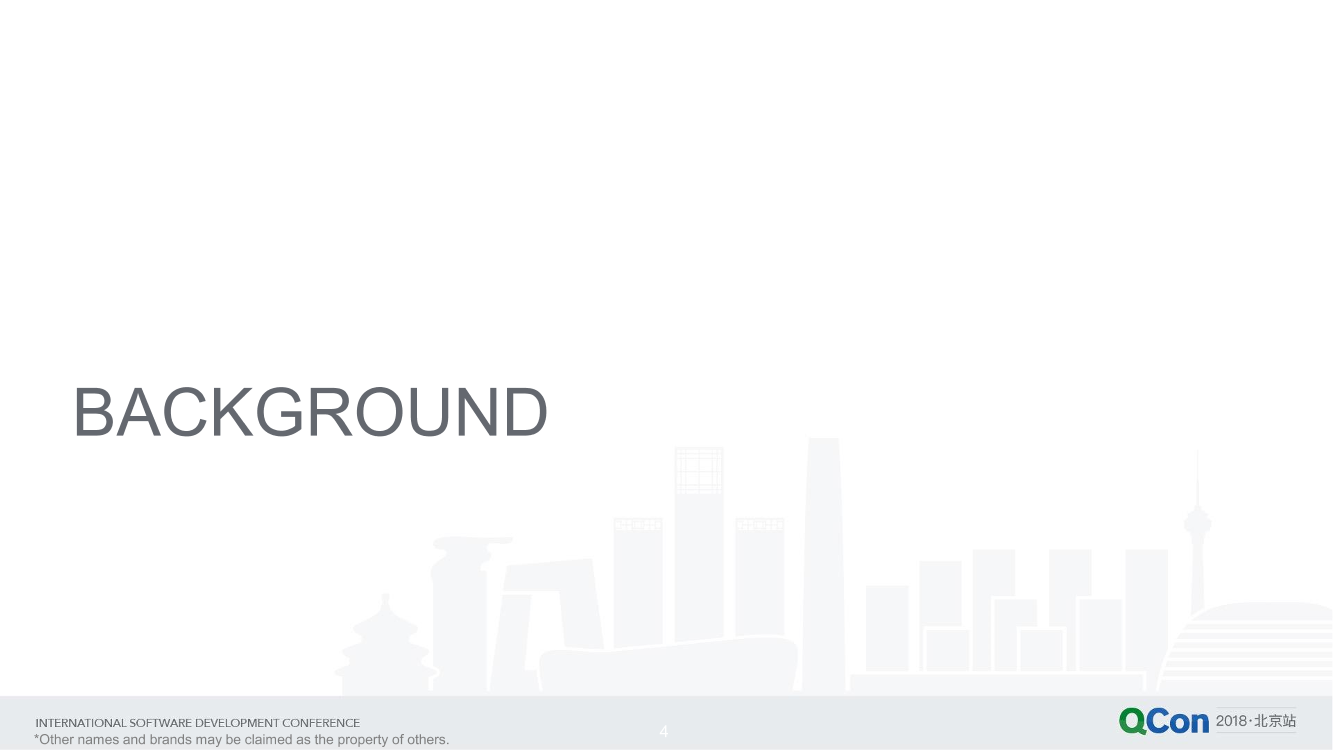 BACKGROUND
INTERNATIONAL SOFTWARE DEVELOPMENT CONFERENCE
*Other names and brands may be claimed as the property of others.
4
QCon 2018·北京站